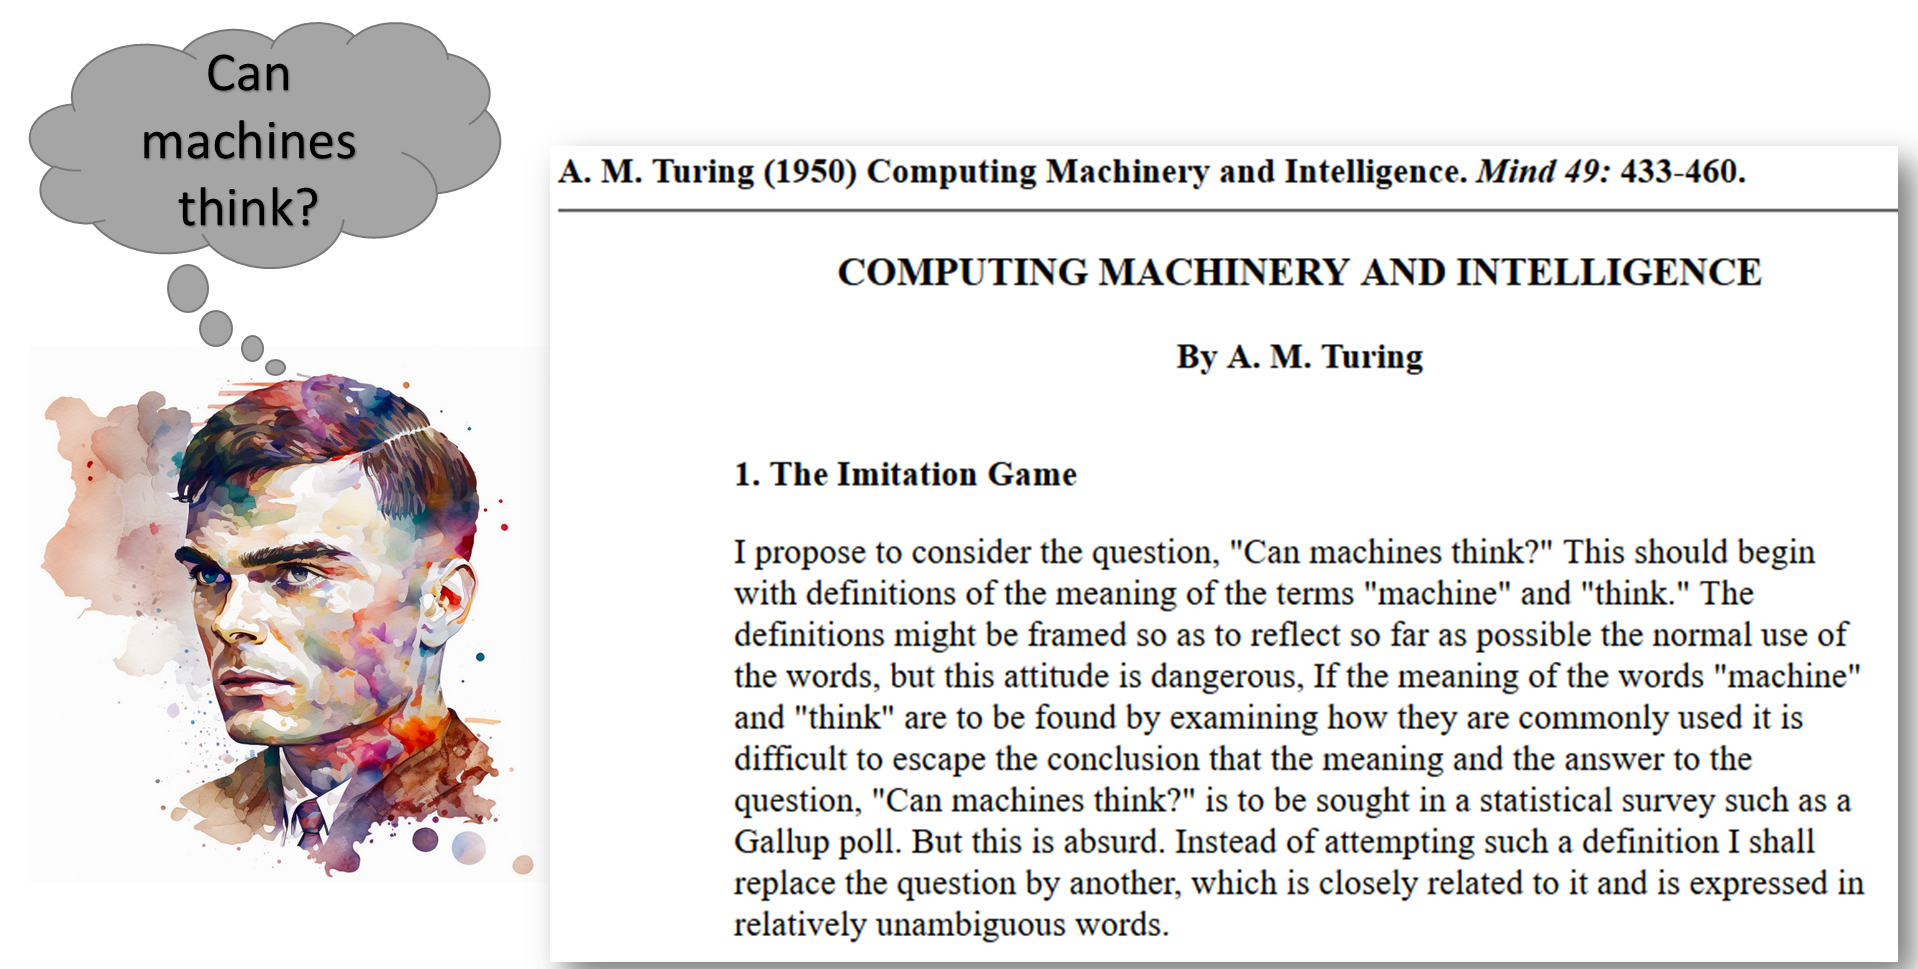 Can
machines
think?
A. M. Turing (1950) Computing Machinery and Intelligence. Mind 49: 433-460.
COMPUTING MACHINERY AND INTELLIGENCE
By A. M. Turing
1. The Imitation Game
I propose to consider the question, "Can machines think?" This should begin
with definitions of the meaning of the terms "machine" and "think." The
definitions might be framed so as to reflect so far as possible the normal use of
the words, but this attitude is dangerous, If the meaning of the words "machine"
and "think" are to be found by examining how they are commonly used it is
difficult to escape the conclusion that the meaning and the answer to the
question, "Can machines think?" is to be sought in a statistical survey such as a
Gallup poll. But this is absurd. Instead of attempting such a definition I shall
replace the question by another, which is closely related to it and is expressed in
relatively unambiguous words.